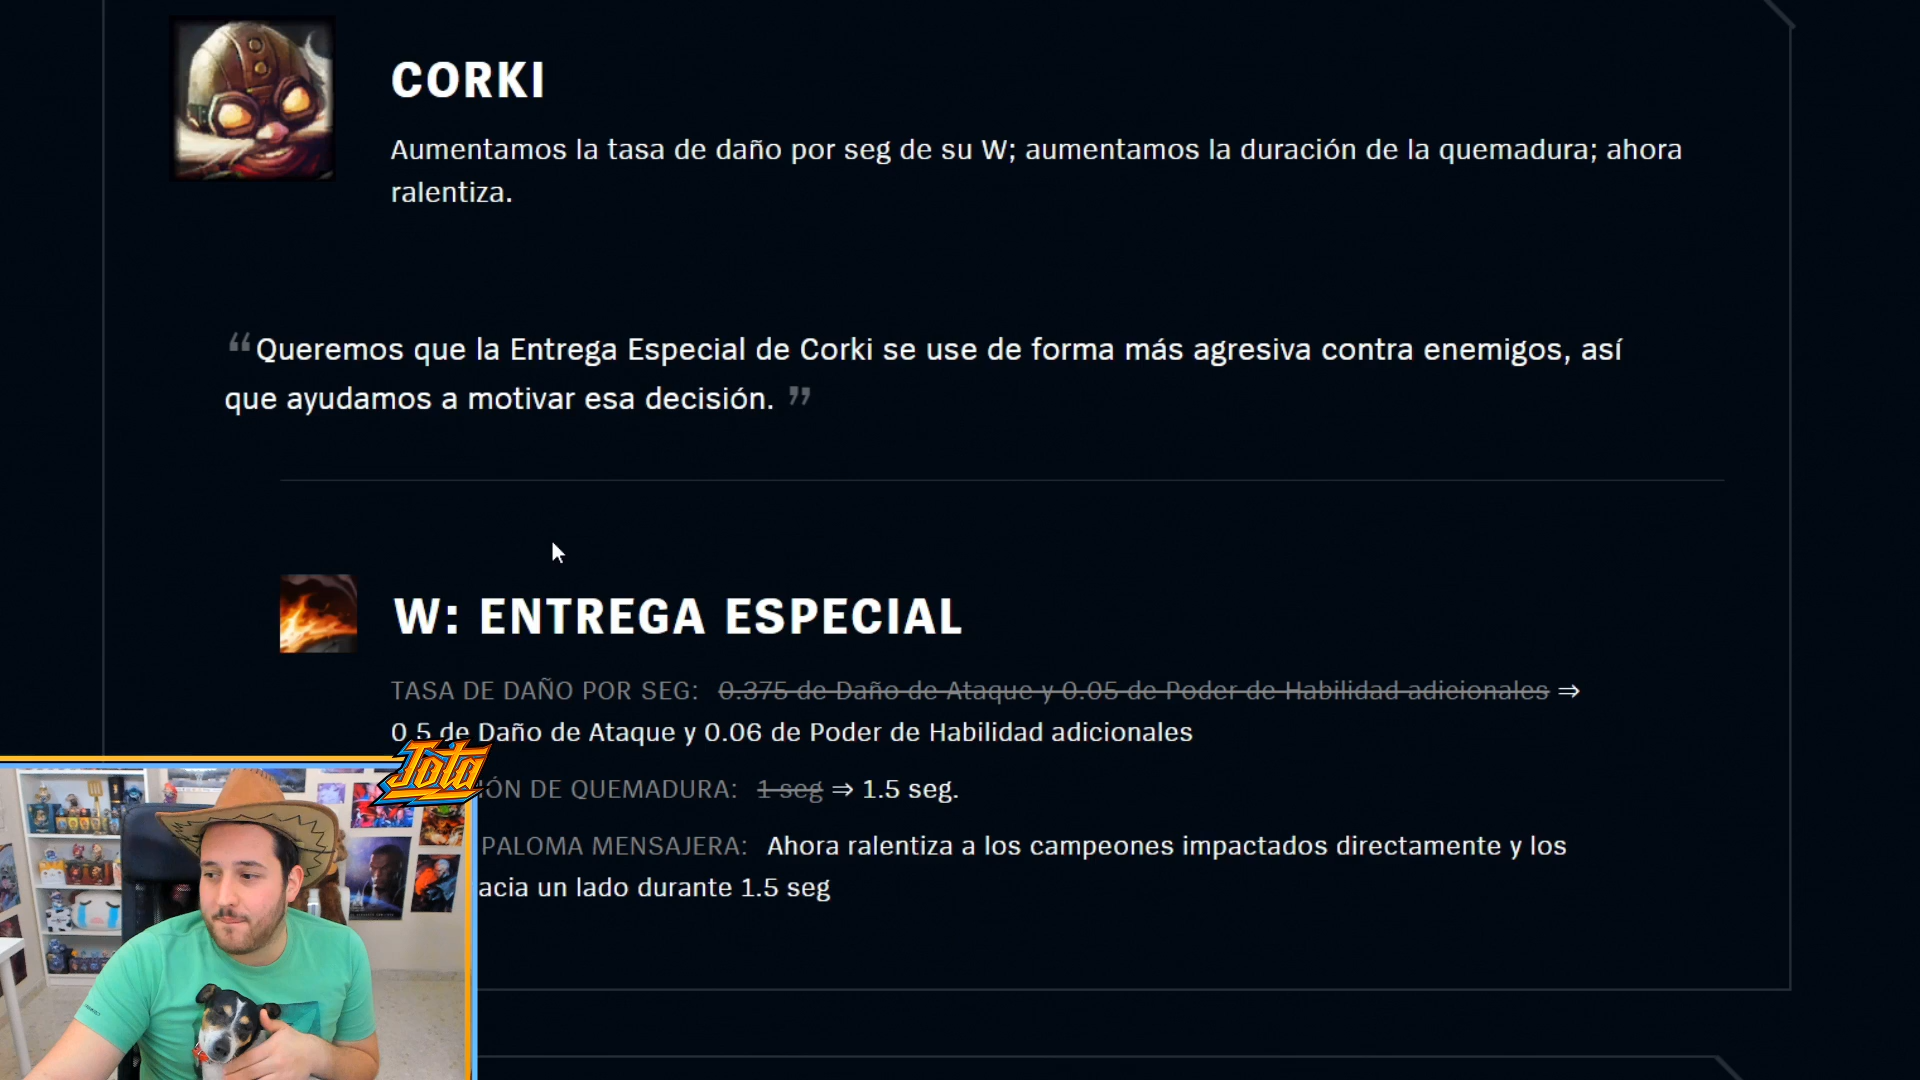 CORKI
Aumentamos la tasa de daño por seg de su W; aumentamos la duración de la quemadura; ahora
ralentiza.
“Queremos que la Entrega Especial de Corki se use de forma más agresiva contra enemigos, así
que ayudamos a motivar esa decisión. ”
W: ENTREGA ESPECIAL
TASA DE DAÑO POR SEG: 0.375 de Daño de Ataque y 0.05 de Poder de Habilidad adicionales ⇒
0.5 de Daño de Ataque y 0.06 de Poder de Habilidad adicionales
IÓN DE QUEMADURA: 1 seg ⇒ 1.5 seg.
PALOMA MENSAJERA: Ahora ralentiza a los campeones impactados directamente y los
acia un lado durante 1.5 seg
Jota